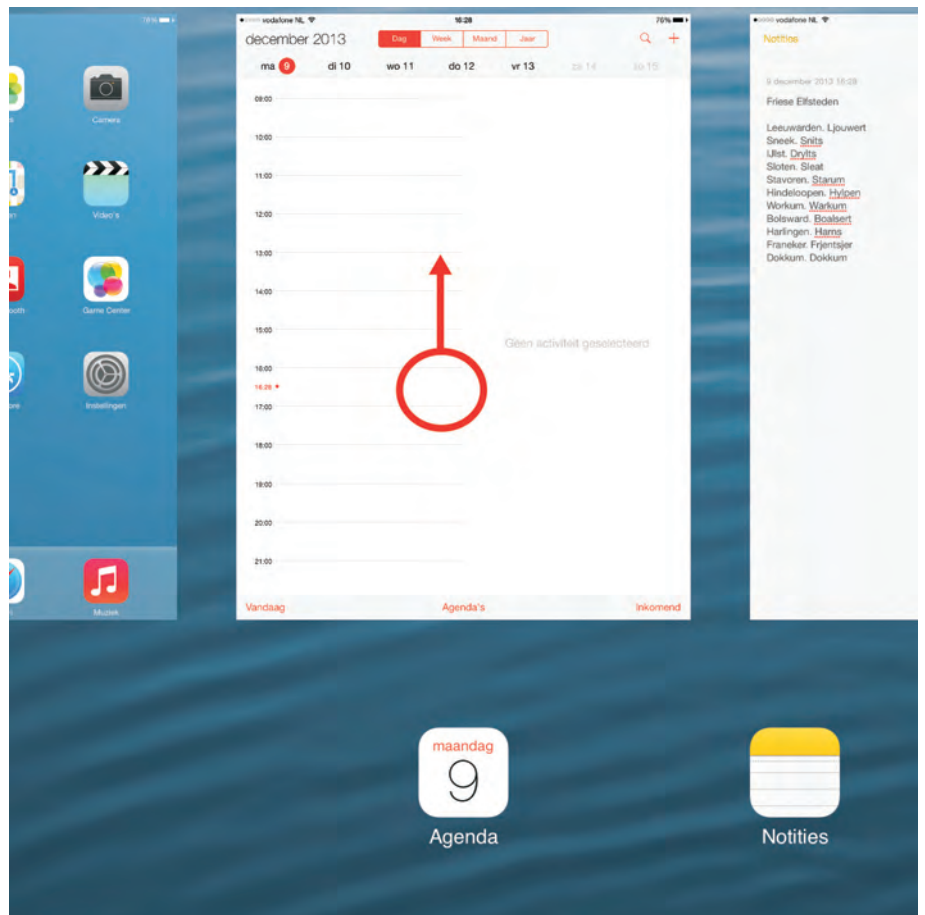 76%
Camera
Video's
Game Center
Instellingen
Muziek
vodafone NL
16:28
76%
december 2013
Dag
Week
Maand
Jaar
ma 9
di 10
wo 11
do 12
vr 13
za 14
zo 15
09:00
10:00
11:00
12:00
13:00
14:00
15:00
16:00
16:28
17:00
18:00
19:00
20:00
21:00
Geen activiteit geselecteerd
Vandaag
Agenda's
Inkomend
vodafone NL
Notities
9 december 2013 16:28
Friese Elfsteden
Leeuwarden. Ljouwert
Sneek. Snits
IJlst. Drylts
Sloten. Sleat
Stavoren. Starum
Hindeloopen. Hylpen
Workum. Warkum
Bolsward. Boalsert
Harlingen. Harns
Franeker. Frjentsjer
Dokkum. Dokkum
maandag
9
Agenda
Notities